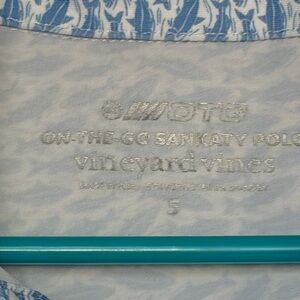 OTG
ON-THE-GO SANKATY POLO
vineyard vines
S